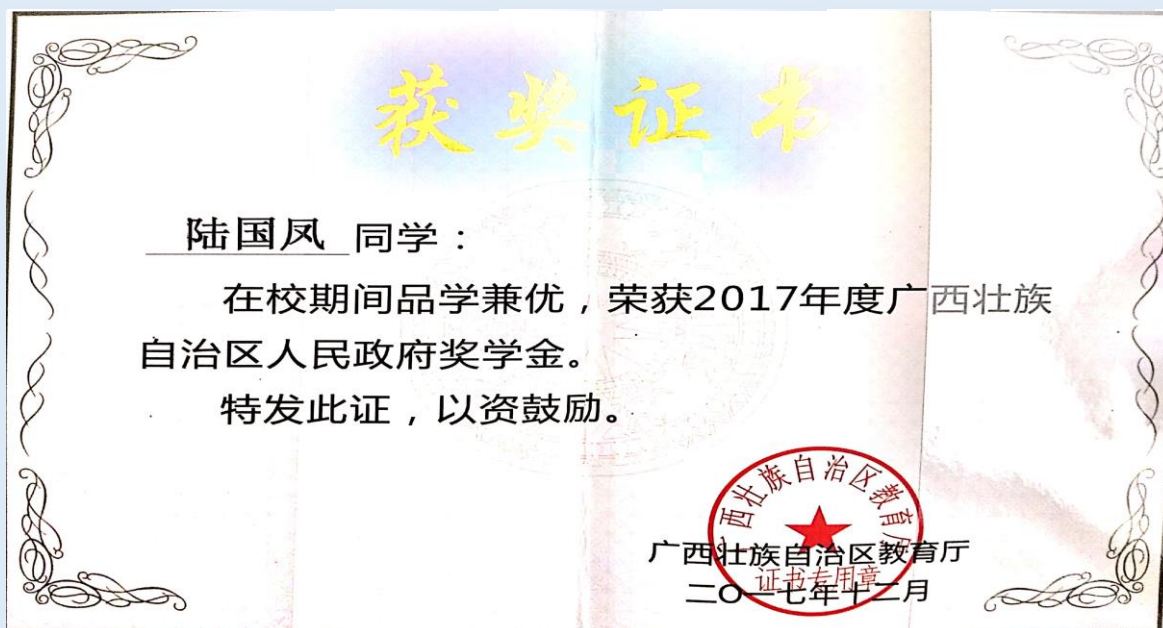 获奖证书
陆国凤 同学：
在校期间品学兼优，荣获2017年度广西壮族
自治区人民政府奖学金。
特发此证，以资鼓励。
广西壮族自治区教育厅
证书专用章
广西壮族自治区教育厅
二〇一七年十二月